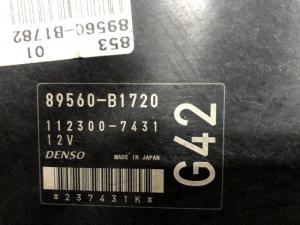 853
89560-B1782
01
89560-B1720
112300-7431
12V
DENSO MADE IN JAPAN
*237431K*
G42